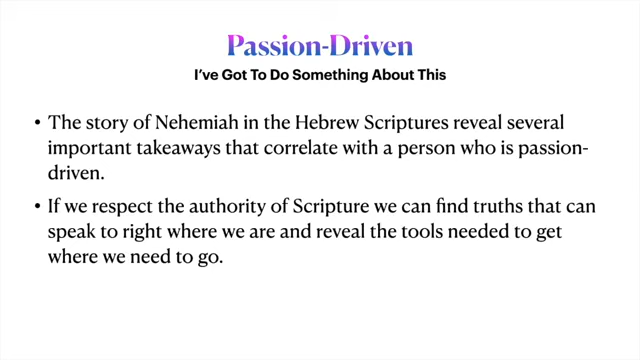 Passion-Driven
I've Got To Do Something About This
• The story of Nehemiah in the Hebrew Scriptures reveal several
important takeaways that correlate with a person who is passion-
driven.
• If we respect the authority of Scripture we can find truths that can
speak to right where we are and reveal the tools needed to get
where we need to go.